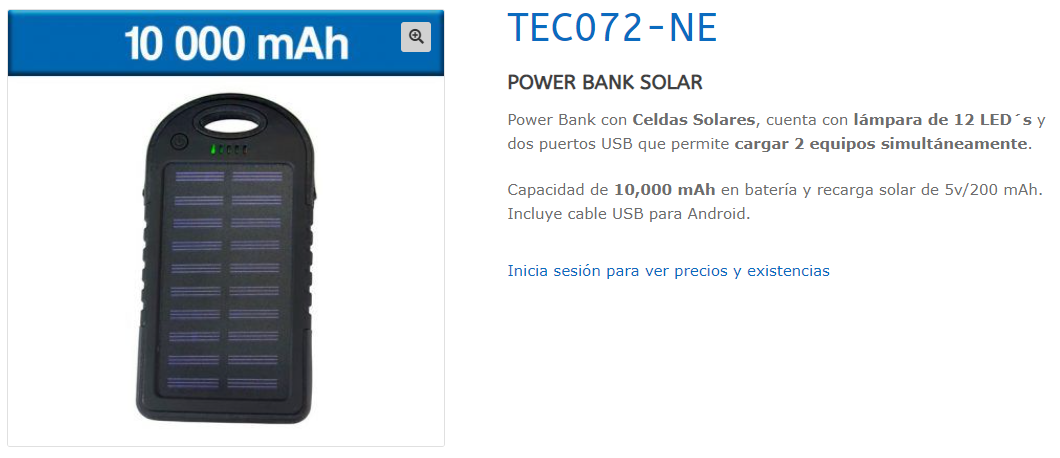 10 000 mAh
TEC072-NE
POWER BANK SOLAR
Power Bank con Celdas Solares, cuenta con lámpara de 12 LED´s y
dos puertos USB que permite cargar 2 equipos simultáneamente.
Capacidad de 10,000 mAh en batería y recarga solar de 5v/200 mAh.
Incluye cable USB para Android.
Inicia sesión para ver precios y existencias